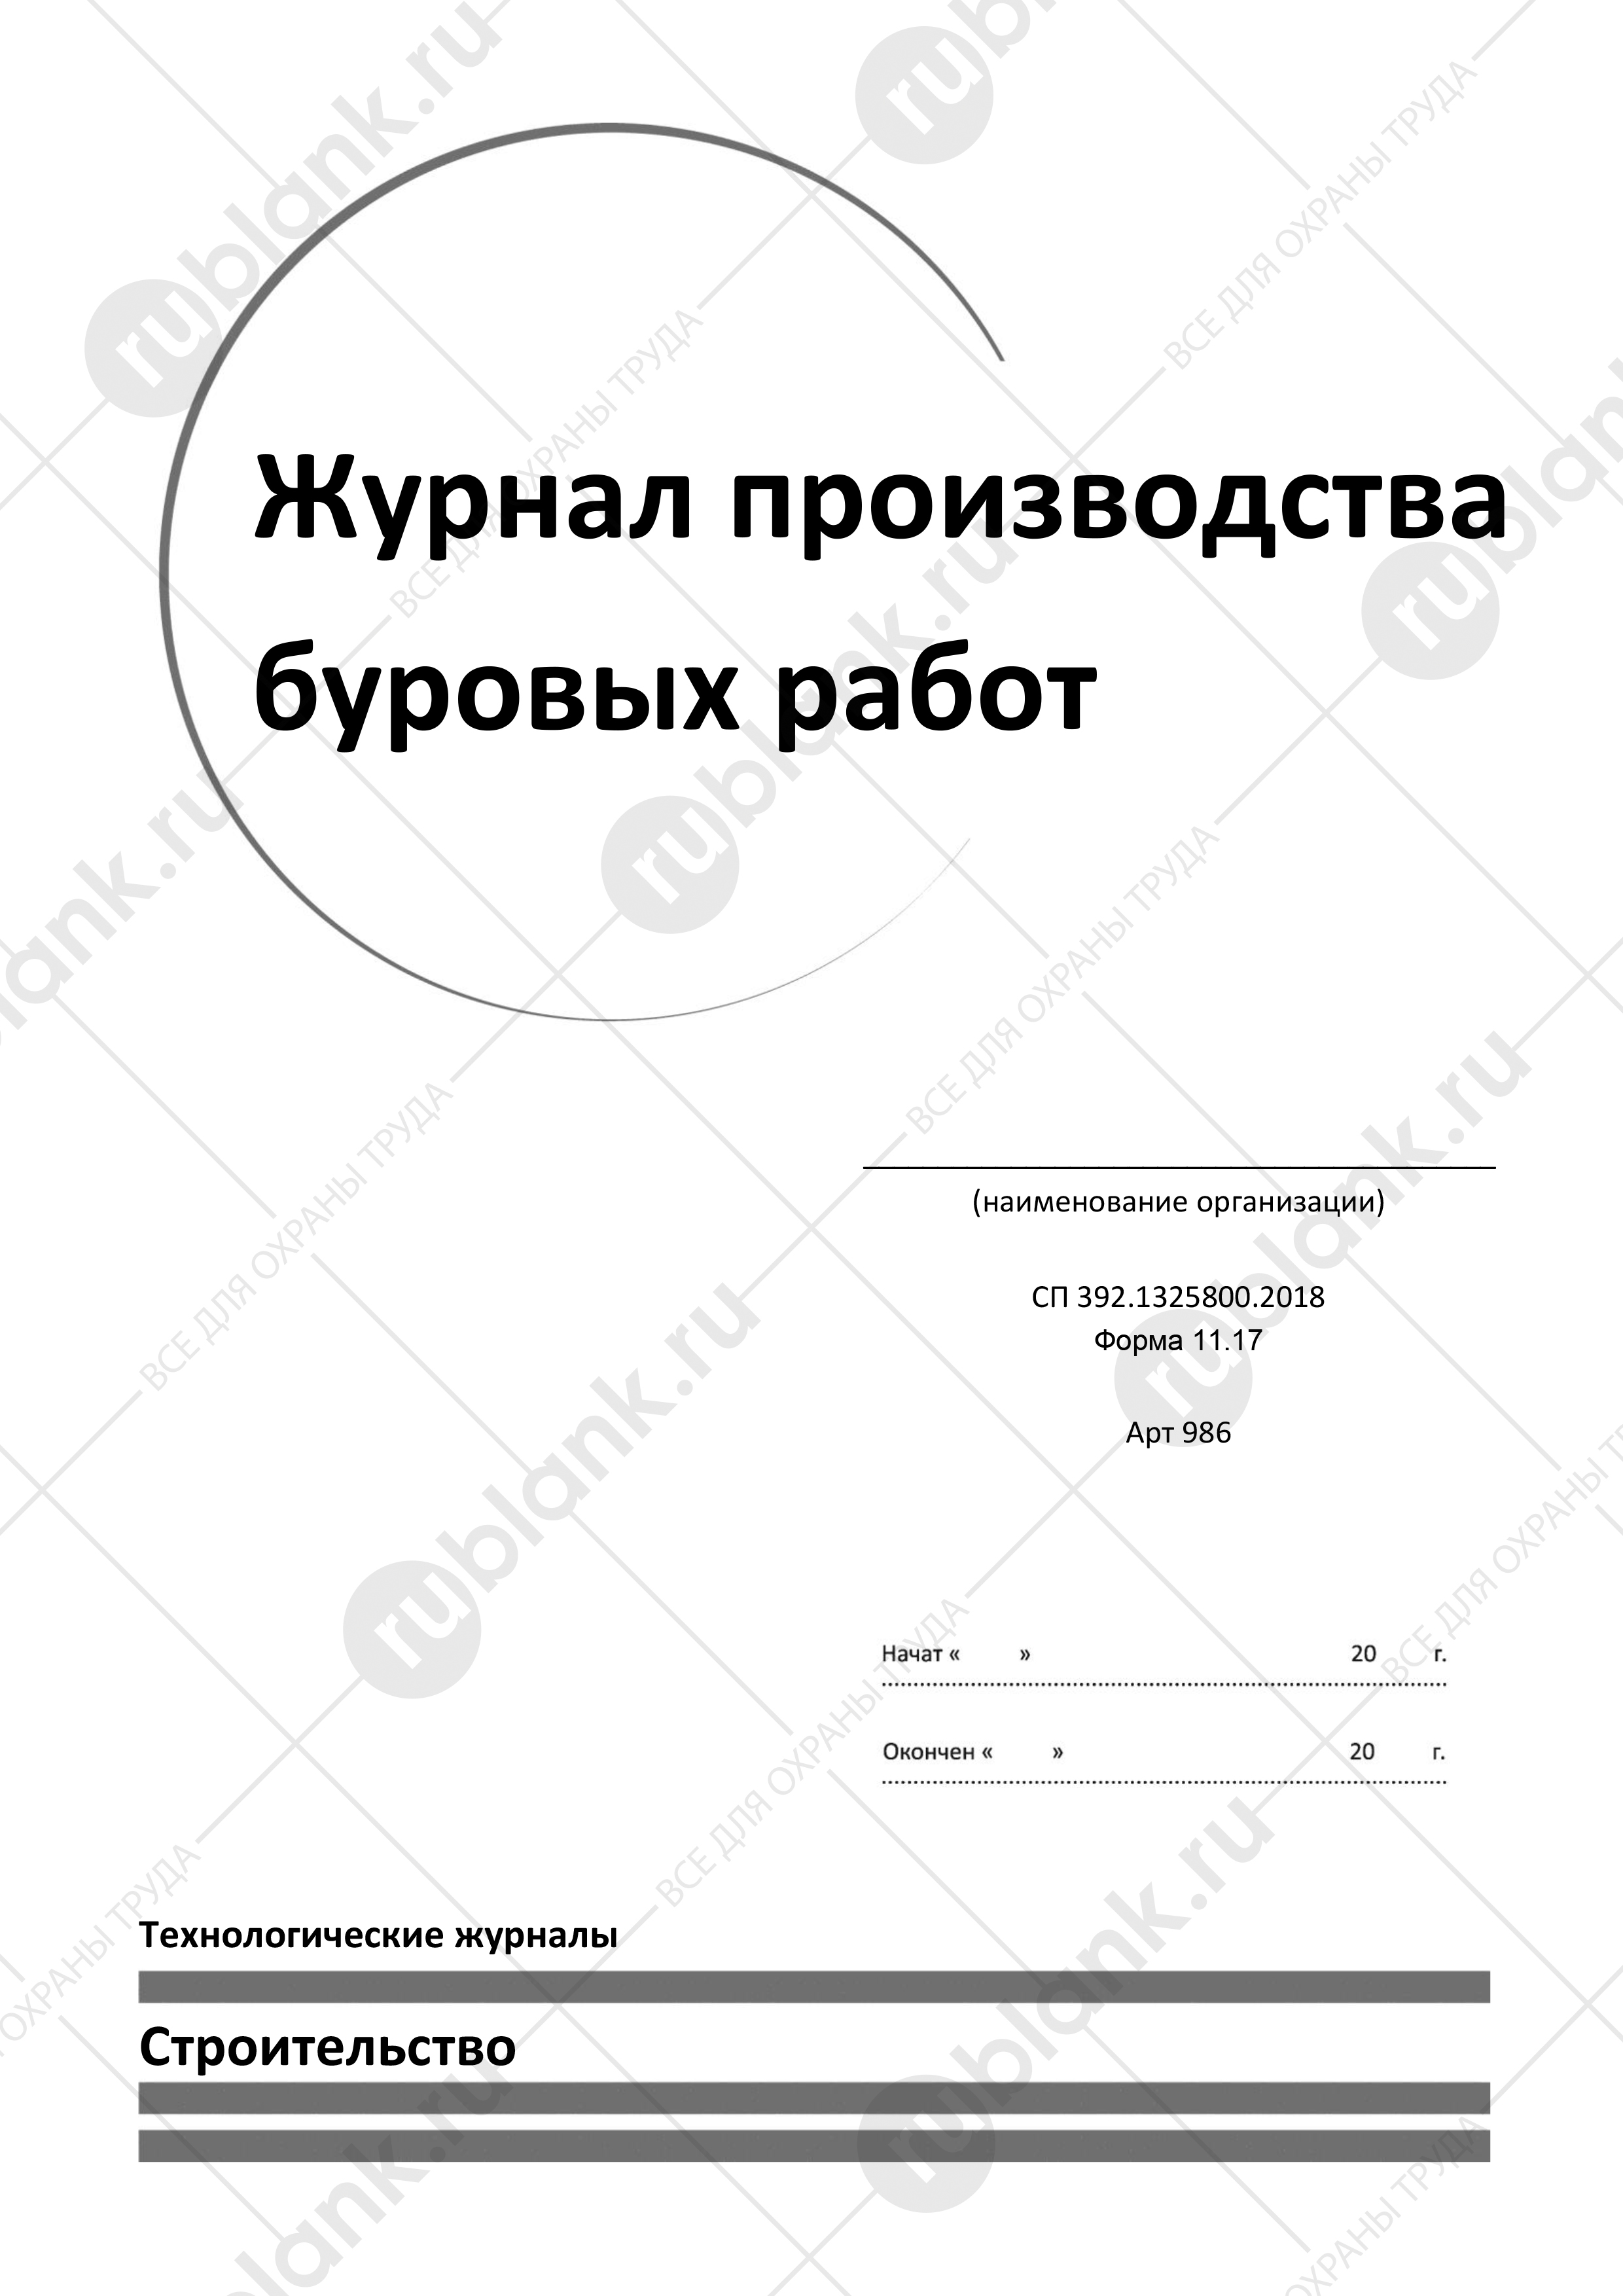 Журнал производства
буровых работ
(наименование организации)
СП 392.1325800.2018
Форма 11.17
Арт 986
Начат « » 20 г.
Окончен « » 20 г.
Технологические журналы
Строительство
rublank.ru
ВСЕ ДЛЯ ОХРАНЫ ТРУДА